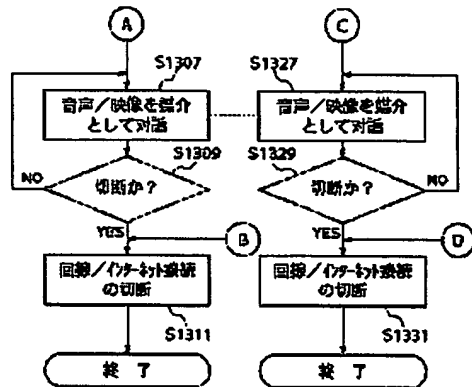 A
C
S1307
S1327
音声/映像を媒介
として対話
音声/映像を媒介
として対話
S1309
S1329
切断か?
切断か?
NO
NO
YES
YES
B
D
回線/インターネット接続
の切断
回線/インターネット接続
の切断
S1311
S1331
終了
終了